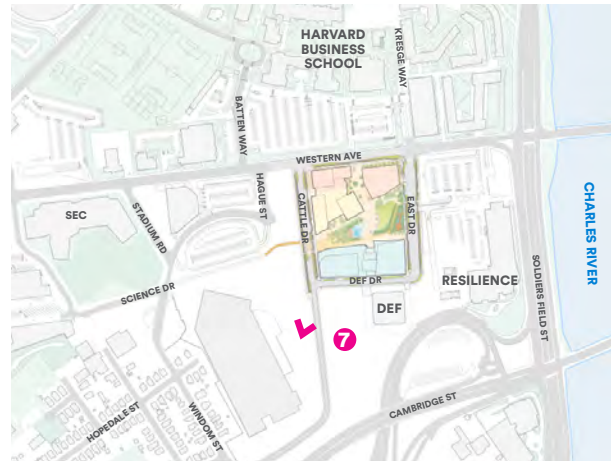 HARVARD
BUSINESS
SCHOOL
KRESGE WAY
BATTEN WAY
WESTERN AVE
HAGUE ST
CATTLE DR
EAST DR
SEC
STADIUM RD
CHARLES RIVER
SCIENCE DR
DEF DR
RESILIENCE
SOLDIERS FIELD ST
DEF
7
CAMBRIDGE ST
HOPEDALE ST
WINDOM ST